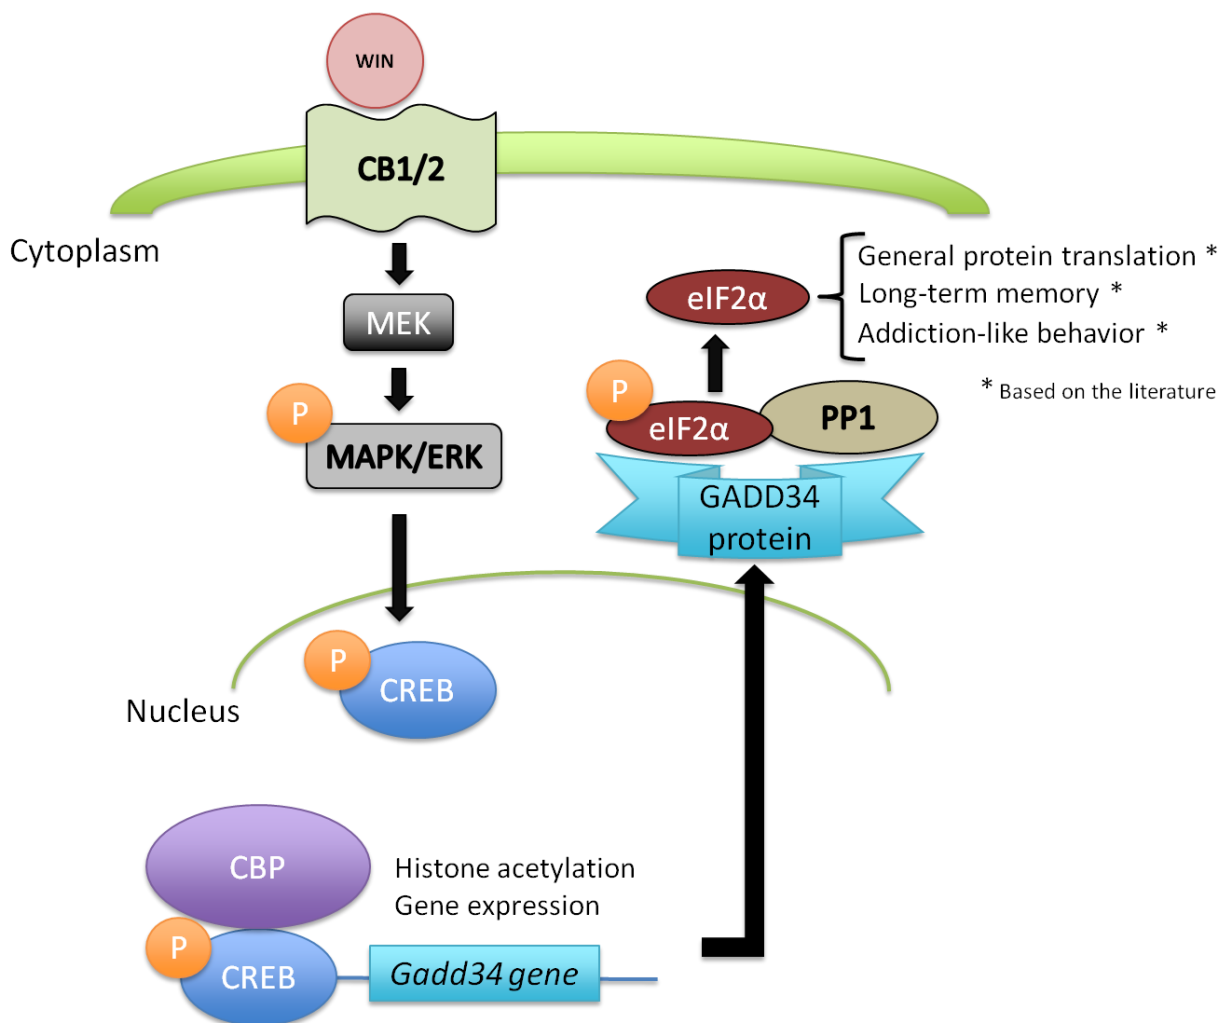 WIN
CB1/2
Cytoplasm
MEK
P
MAPK/ERK
eIF2α
General protein translation *
Long-term memory *
Addiction-like behavior *
* Based on the literature
P
eIF2α
PP1
GADD34
protein
Nucleus
P
CREB
CBP
Histone acetylation
Gene expression
P
CREB
Gadd34 gene